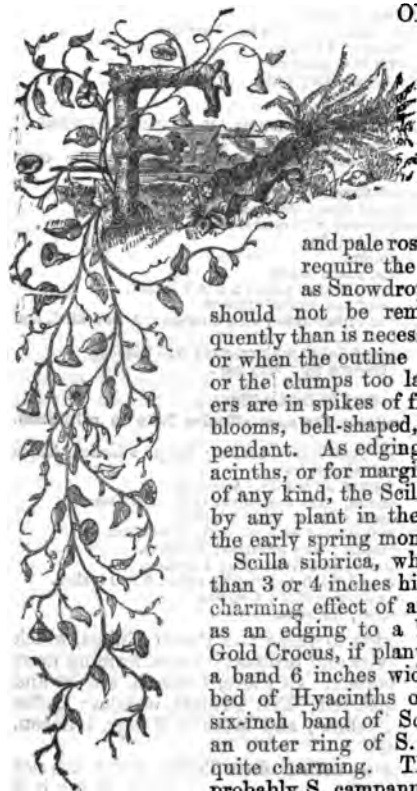 F
and pale ros
require the
as Snowdro
should not be rem
quently than is neces
or when the outline
or the clumps too la
ers are in spikes of f
blooms, bell-shaped,
pendant. As edging
acinths, or for margi
of any kind, the Scil
by any plant in the
the early spring mon
Scilla sibirica, wh
than 3 or 4 inches hi
charming effect of a
as an edging to a
Gold Crocus, if plant
a band 6 inches wid
bed of Hyacinths o
six-inch band of Sc
an outer ring of S.
quite charming. Th
probably S. campan